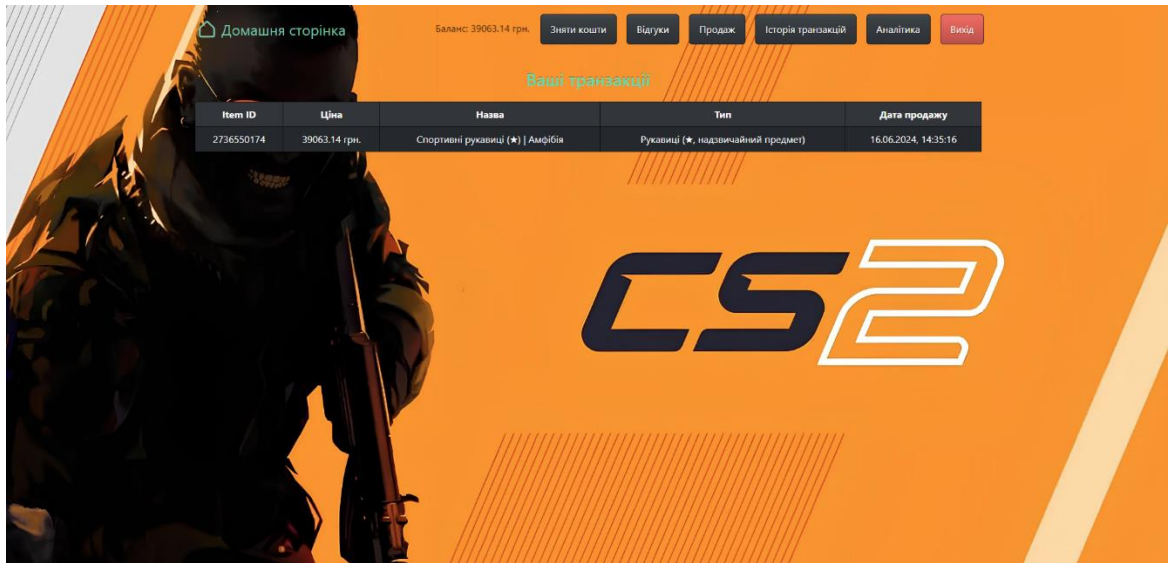 Домашня сторінка Баланс: 39063.14 грн. Зняти кошти Відгуки Продаж Історія транзакцій Аналітика Вихід
Ваші транзакції
Item ID Ціна Назва Тип Дата продажу
2736550174 39063.14 грн. Спортивні рукавиці (★) | Амфібія Рукавиці (★, надзвичайний предмет) 16.06.2024, 14:35:16
CS2